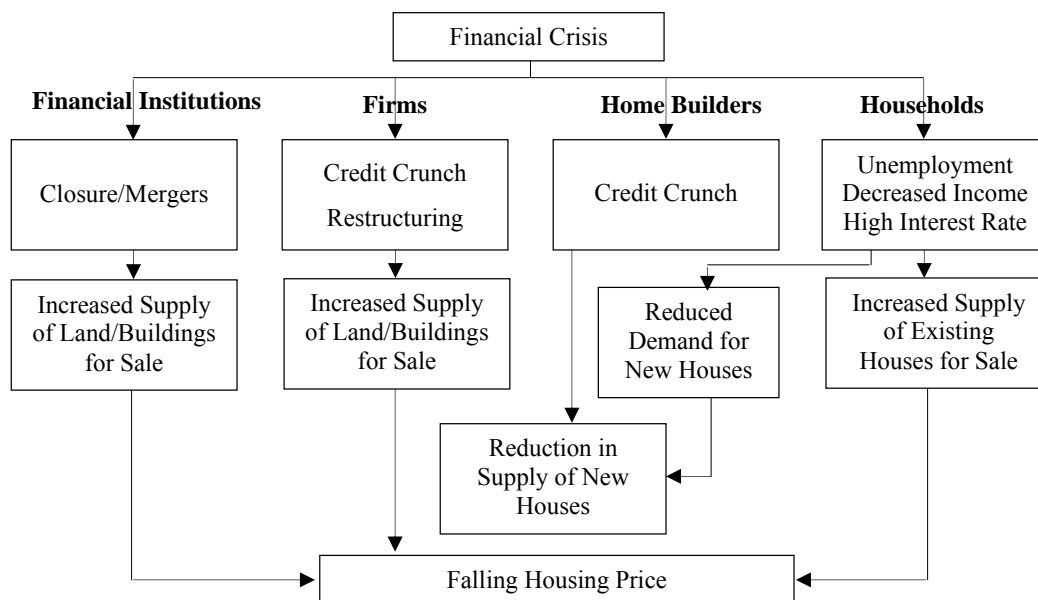 Financial Crisis
Financial Institutions
Firms
Home Builders
Households
Closure/Mergers
Credit Crunch
Restructuring
Credit Crunch
Unemployment
Decreased Income
High Interest Rate
Increased Supply
of Land/Buildings
for Sale
Increased Supply
of Land/Buildings
for Sale
Reduced
Demand for
New Houses
Increased Supply
of Existing
Houses for Sale
Reduction in
Supply of New
Houses
Falling Housing Price